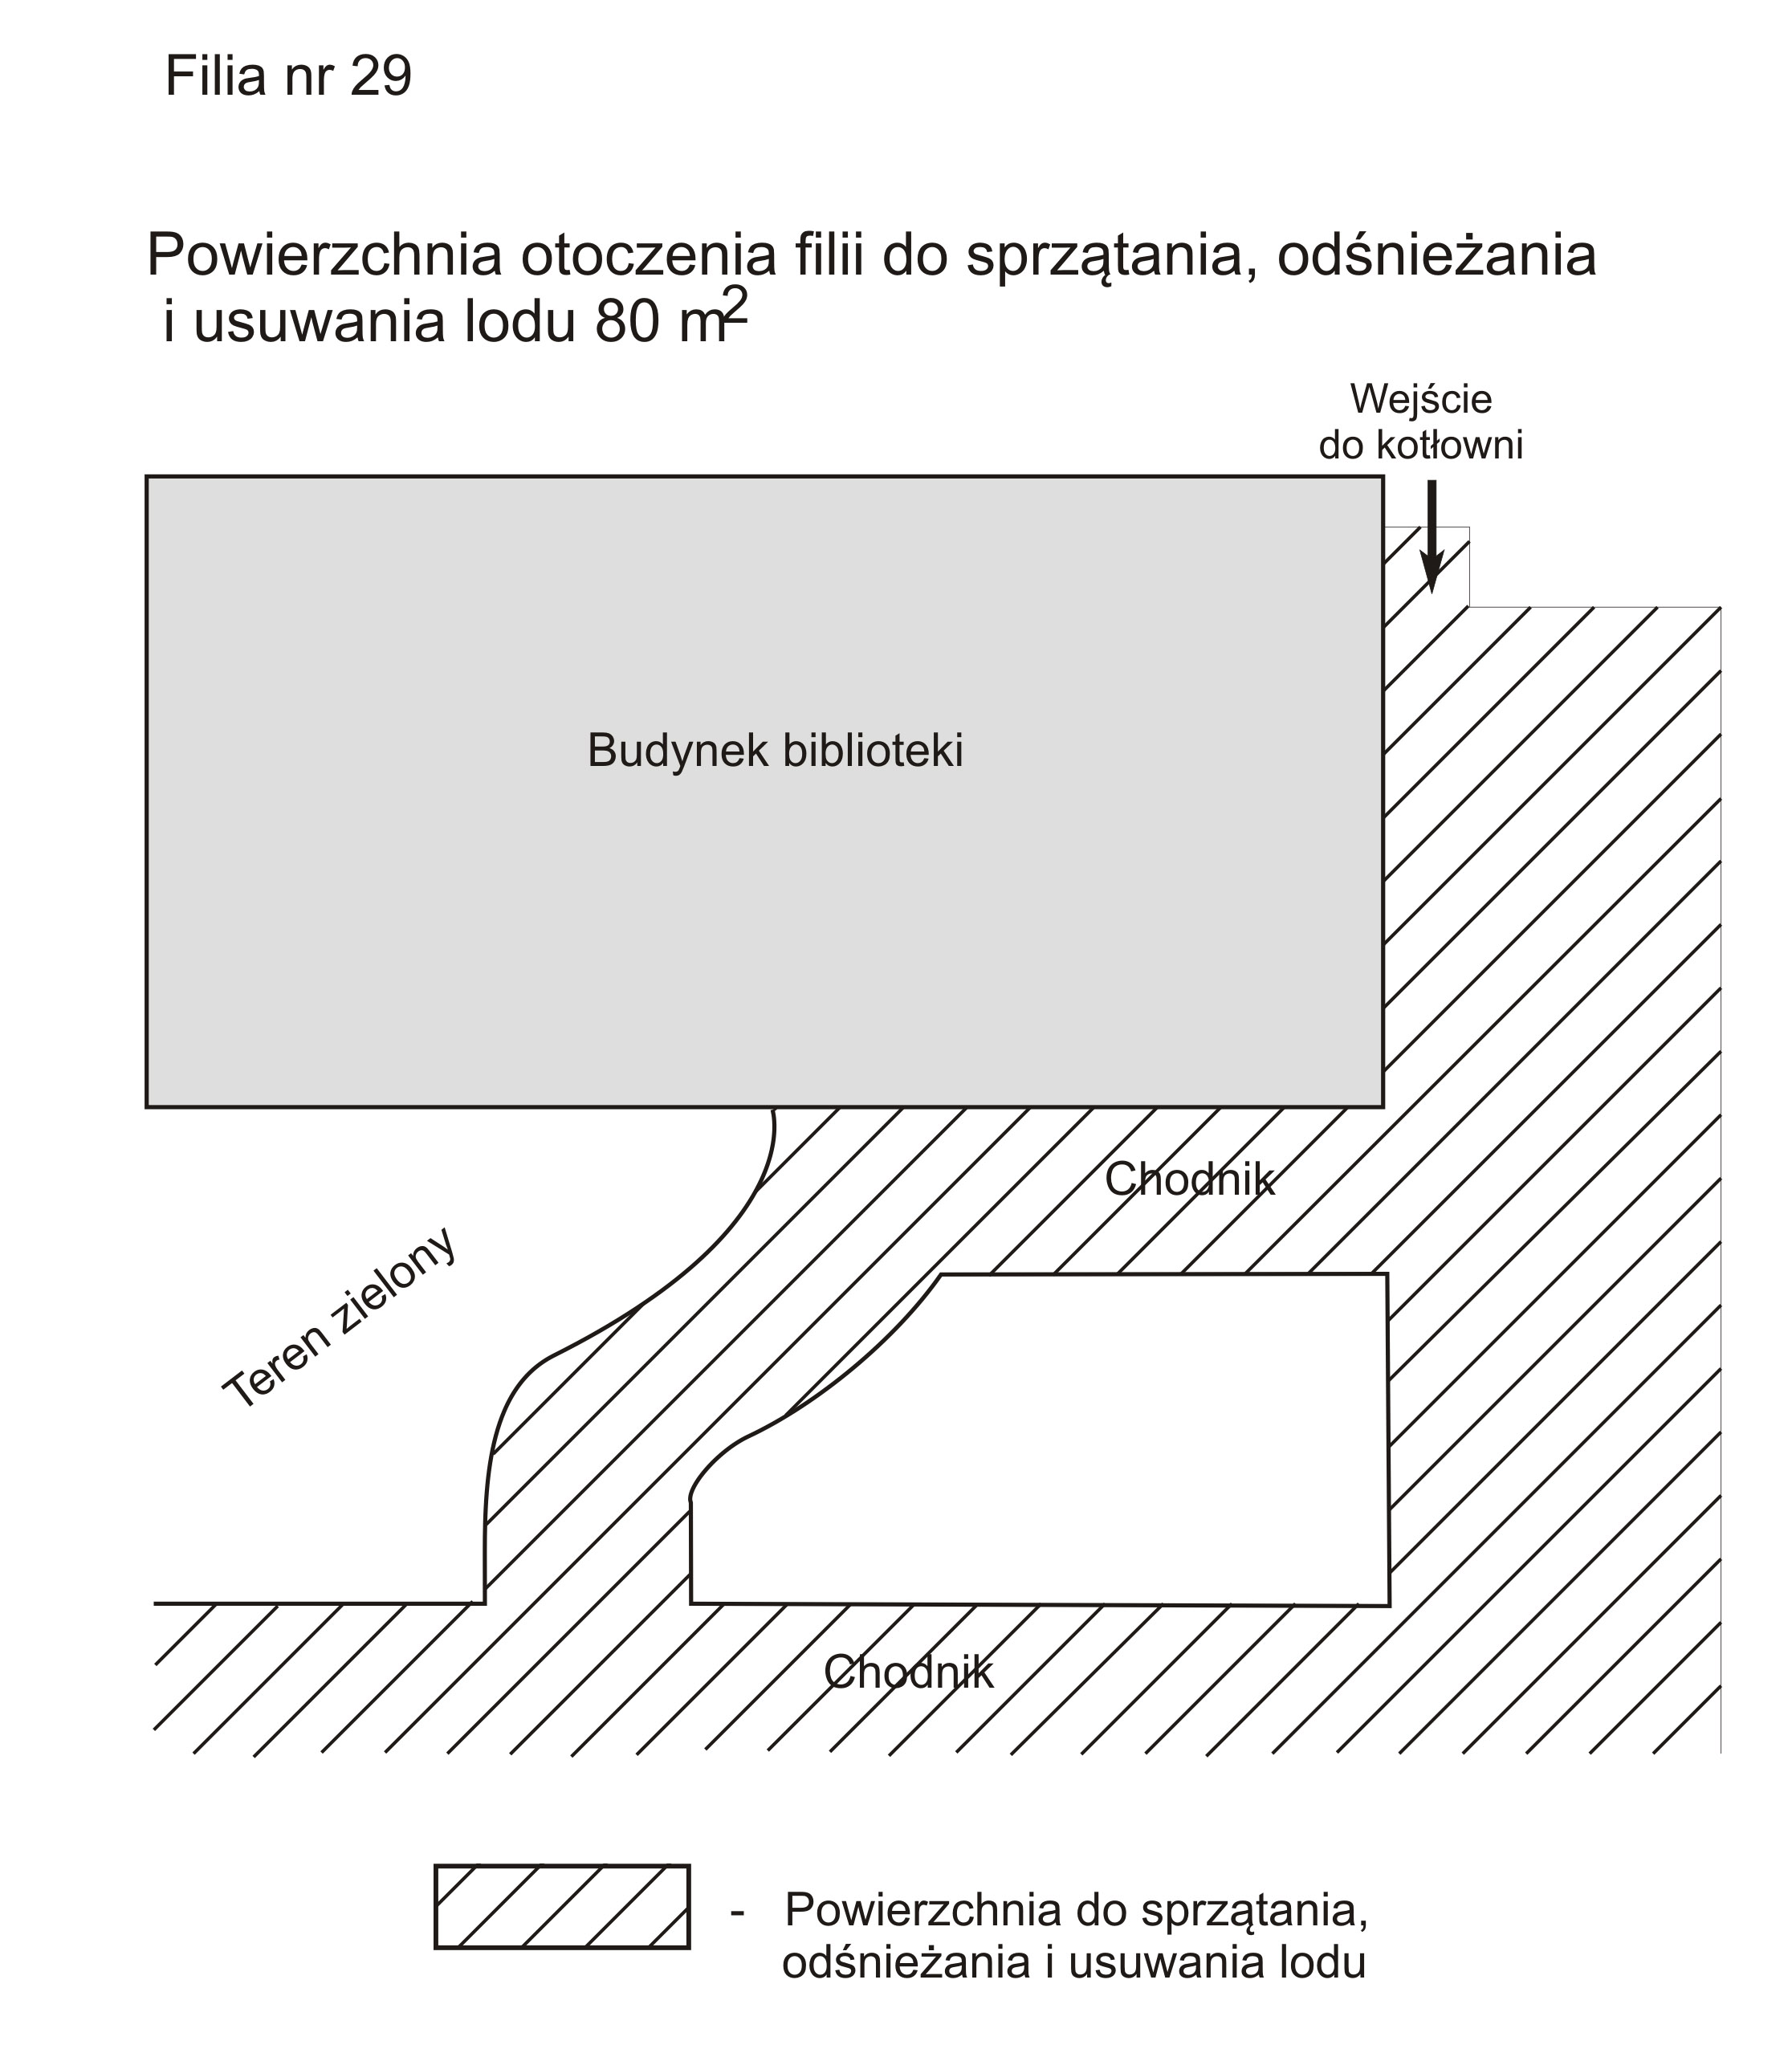 Filia nr 29
Powierzchnia otoczenia filii do sprzątania, odśnieżania
i usuwania lodu 80 m²
Wejście
do kotłowni
Budynek biblioteki
Chodnik
Teren zielony
Chodnik
- Powierzchnia do sprzątania,
odśnieżania i usuwania lodu